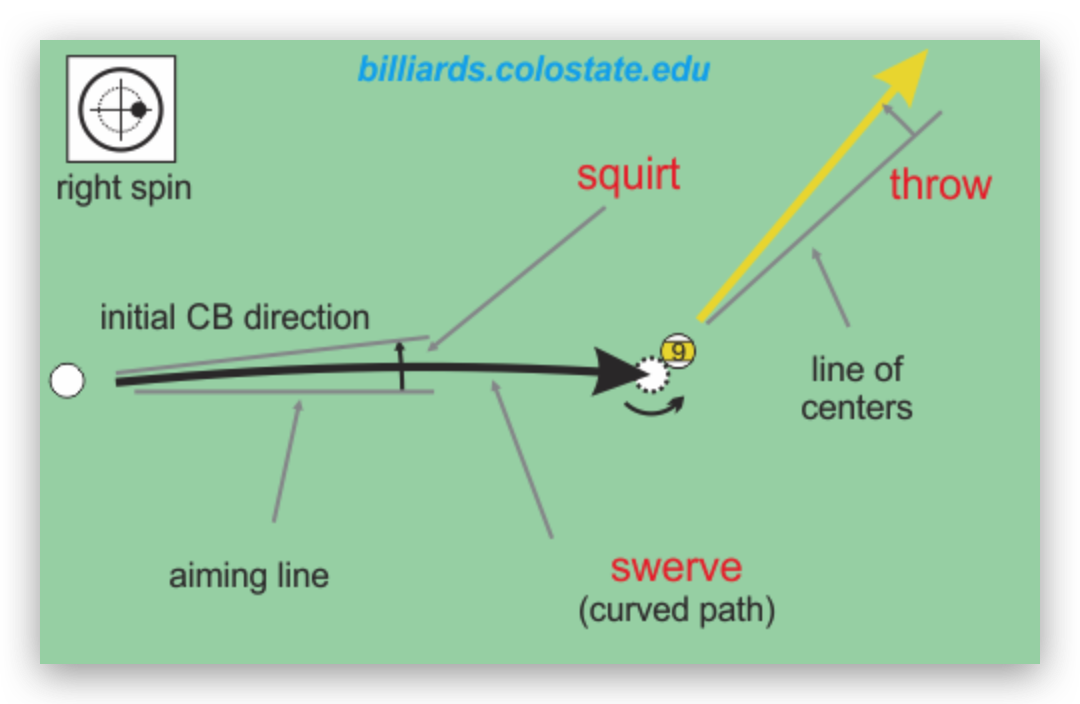 billiards.colostate.edu
right spin
squirt
throw
initial CB direction
9
line of
centers
aiming line
swerve
(curved path)